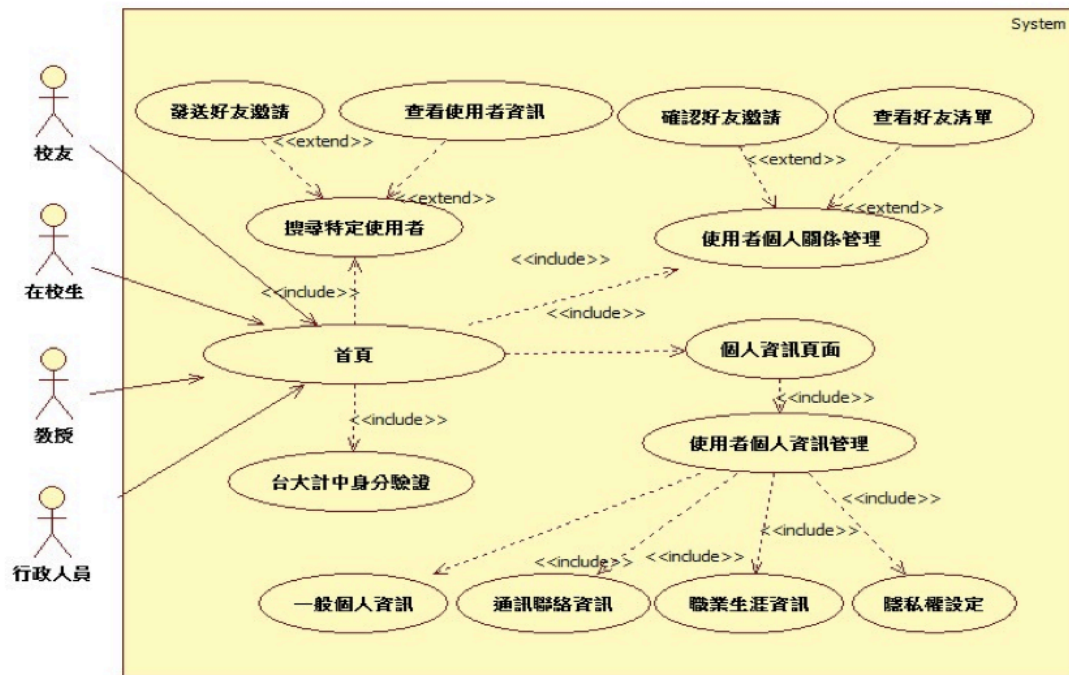 System
發送好友邀請
查看使用者資訊
確認好友邀請
查看好友清單
<<extend>>
<<extend>>
校友
<<extend>>
<<extend>>
搜尋特定使用者
使用者個人關係管理
<<include>>
在校生
<<include>>
<<include>>
首頁
個人資訊頁面
<<include>>
<<include>>
教授
使用者個人資訊管理
台大計中身分驗證
<<include>>
<<include>>
行政人員
<<include>>
<<include>>
一般個人資訊
通訊聯絡資訊
職業生涯資訊
隱私權設定